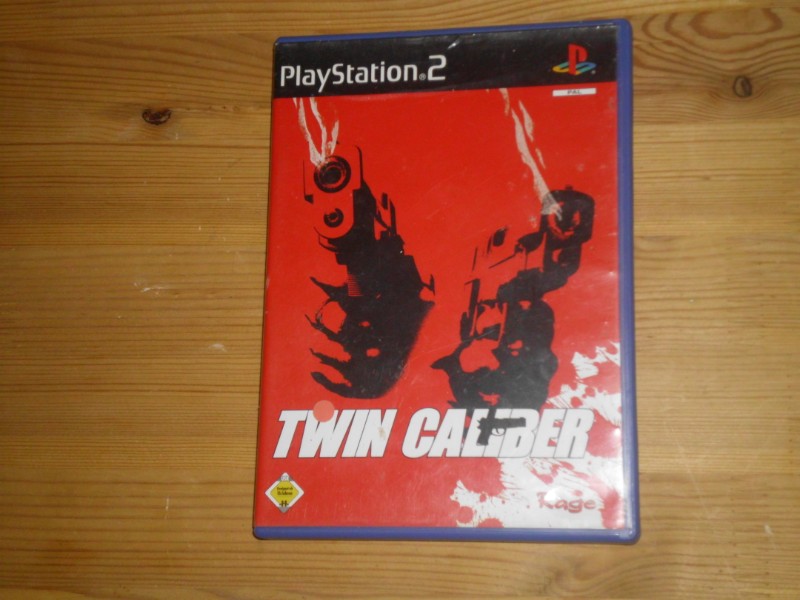 PlayStation®2
PAL
TWIN CALIBER
Rage